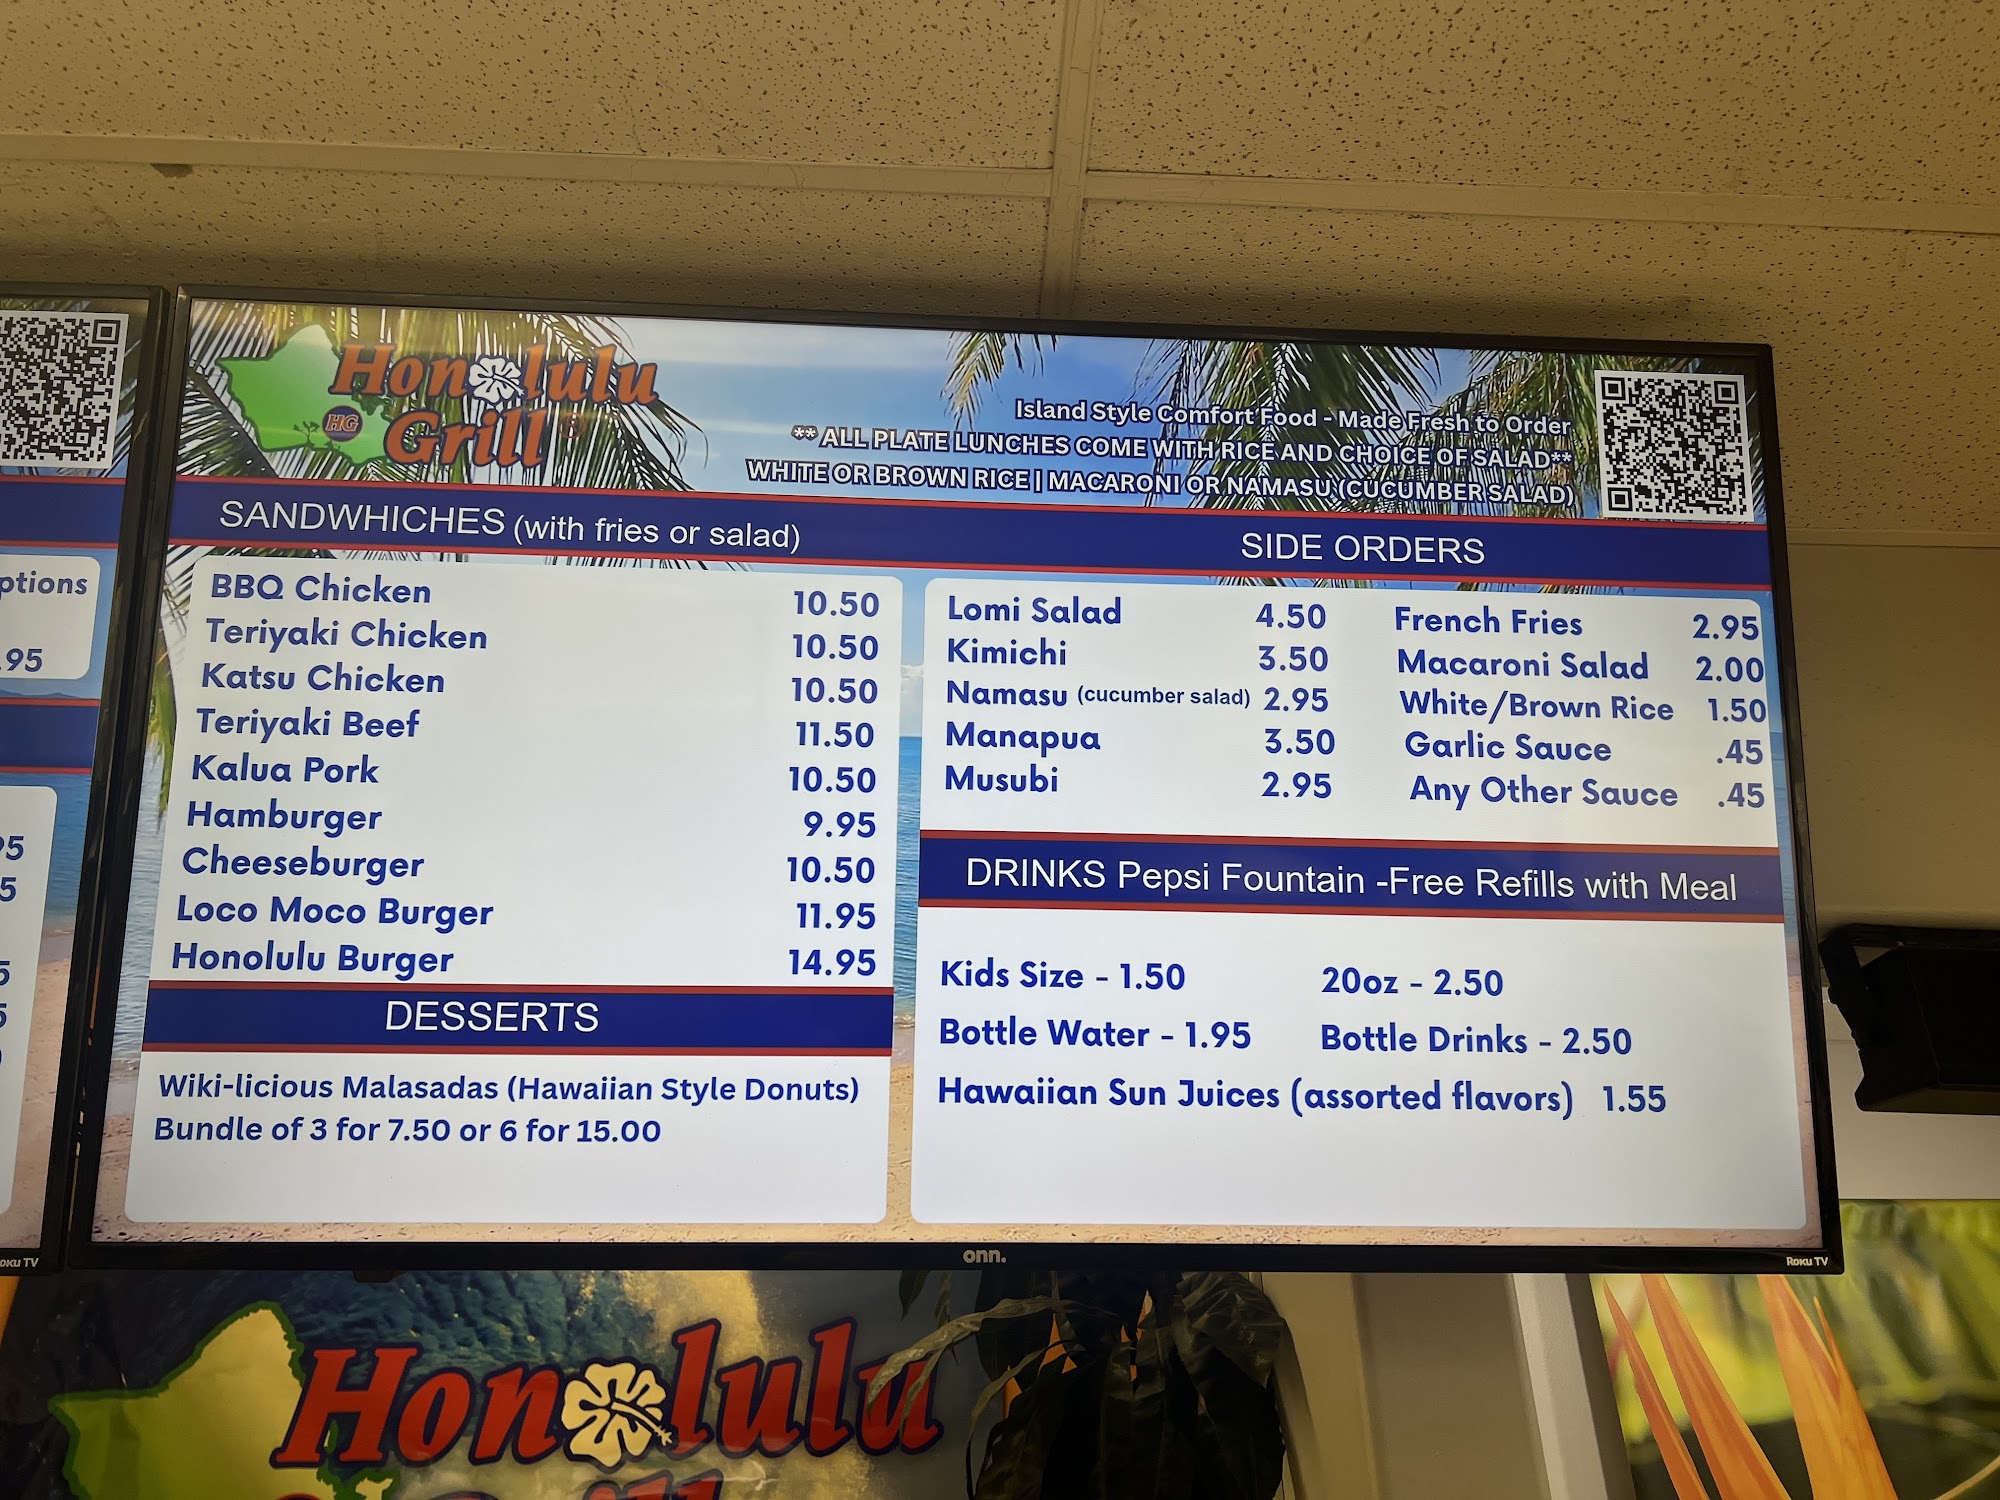 Honolulu
Grill
HG
Island Style Comfort Food - Made Fresh to Order
** ALL PLATE LUNCHES COME WITH RICE AND CHOICE OF SALAD**
WHITE OR BROWN RICE | MACARONI OR NAMASU (CUCUMBER SALAD)
SANDWHICHES (with fries or salad)
BBQ Chicken 10.50
Teriyaki Chicken 10.50
Katsu Chicken 10.50
Teriyaki Beef 11.50
Kalua Pork 10.50
Hamburger 9.95
Cheeseburger 10.50
Loco Moco Burger 11.95
Honolulu Burger 14.95
DESSERTS
Wiki-licious Malasadas (Hawaiian Style Donuts)
Bundle of 3 for 7.50 or 6 for 15.00
SIDE ORDERS
Lomi Salad 4.50 French Fries 2.95
Kimichi 3.50 Macaroni Salad 2.00
Namasu (cucumber salad) 2.95 White/Brown Rice 1.50
Manapua 3.50 Garlic Sauce .45
Musubi 2.95 Any Other Sauce .45
DRINKS Pepsi Fountain -Free Refills with Meal
Kids Size - 1.50 20oz - 2.50
Bottle Water - 1.95 Bottle Drinks - 2.50
Hawaiian Sun Juices (assorted flavors) 1.55
onn.
Roku TV
ptions
.95
95
5
5
5
oku TV
Honolulu